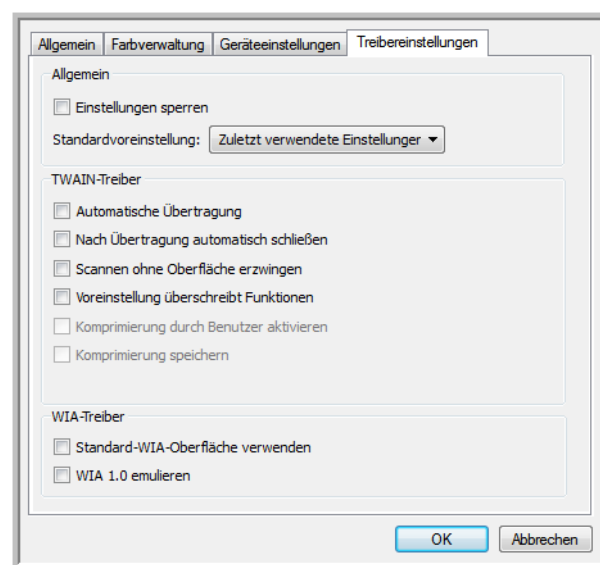 Allgemein Farbverwaltung Geräteeinstellungen Treibereinstellungen
Allgemein
Einstellungen sperren
Standardvoreinstellung: Zuletzt verwendete Einstellunger
TWAIN-Treiber
Automatische Übertragung
Nach Übertragung automatisch schließen
Scannen ohne Oberfläche erzwingen
Voreinstellung überschreibt Funktionen
Komprimierung durch Benutzer aktivieren
Komprimierung speichern
WIA-Treiber
Standard-WIA-Oberfläche verwenden
WIA 1.0 emulieren
OK Abbrechen